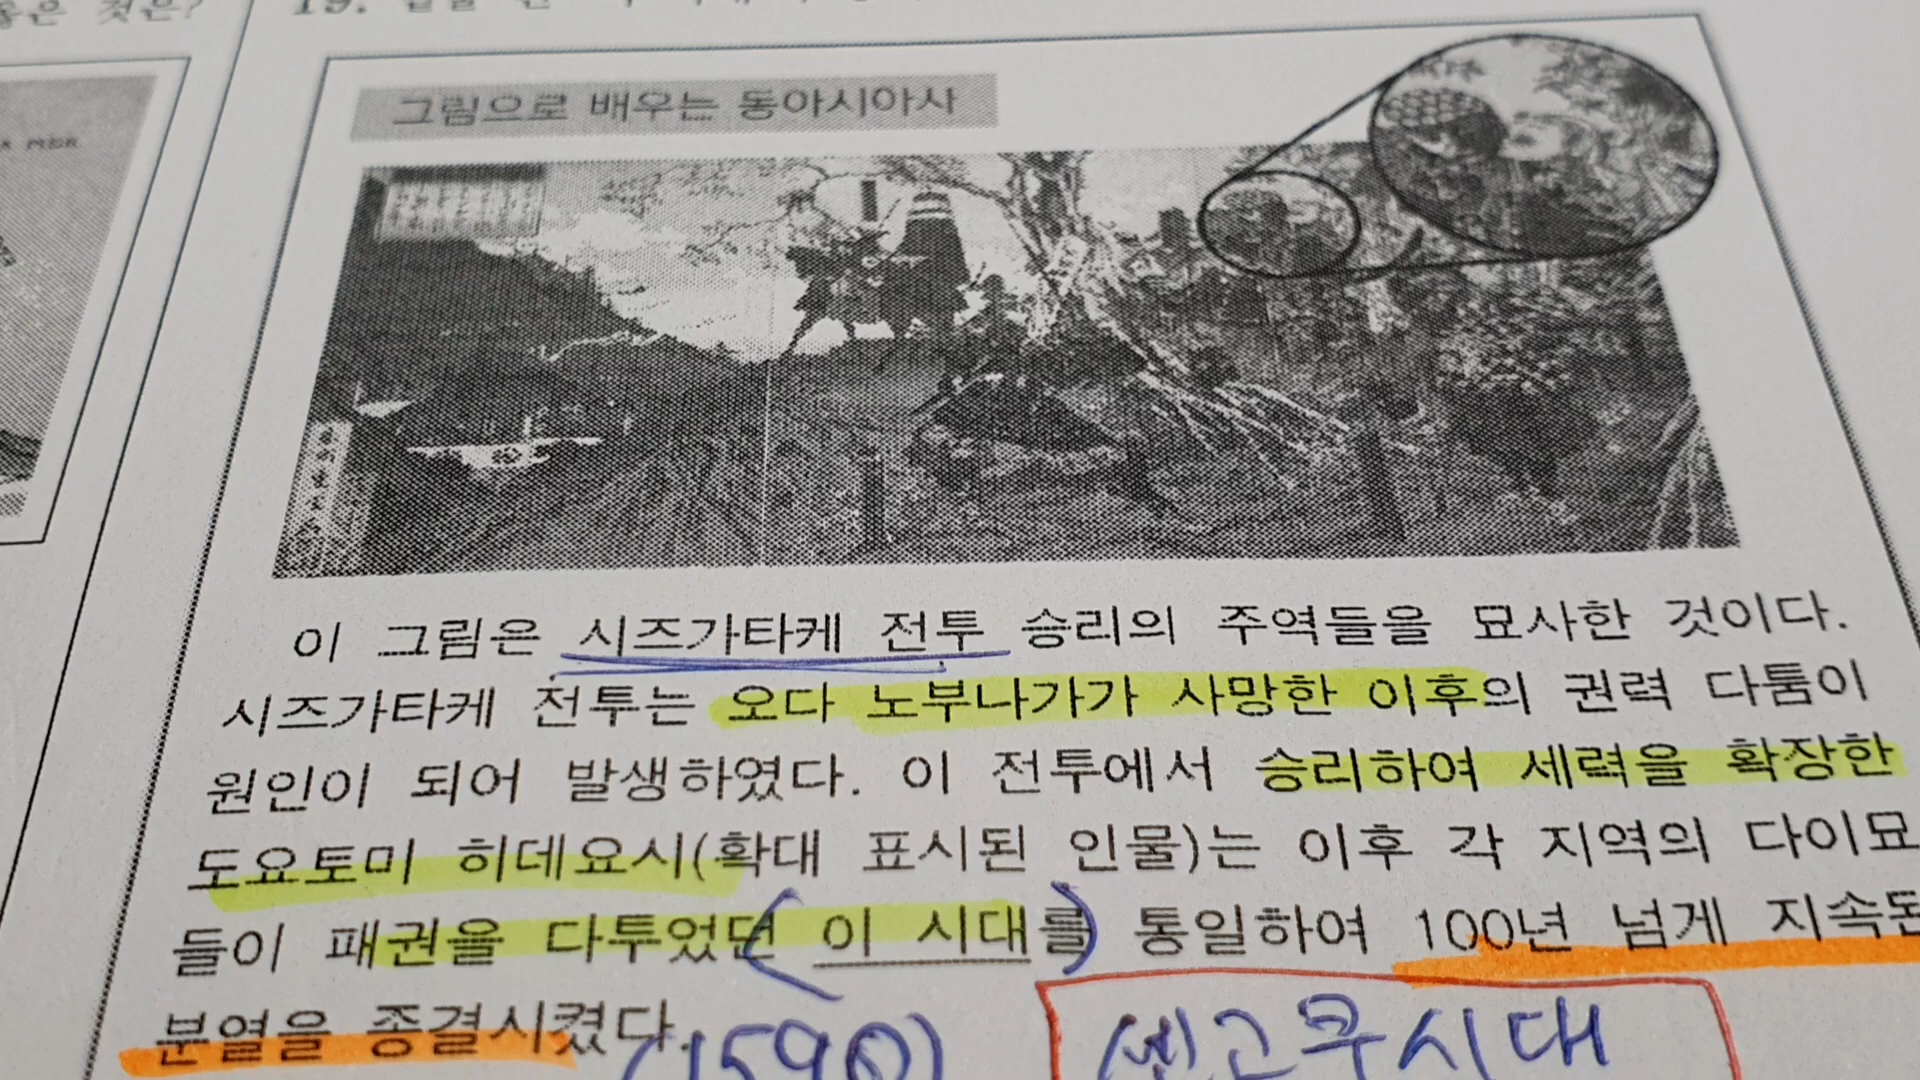 좋은 것은?
19.
A MER
그림으로 배우는 동아시아사
이 그림은 시즈가타케 전투 승리의 주역들을 묘사한 것이다.
시즈가타케 전투는 오다 노부나가가 사망한 이후의 권력 다툼이
원인이 되어 발생하였다. 이 전투에서 승리하여 세력을 확장한
도요토미 히데요시(확대 표시된 인물)는 이후 각 지역의 다이묘
들이 패권을 다투었던 이 시대를 통일하여 100년 넘게 지속된
분열을 종결시켰다.
(1590)
센고쿠시대